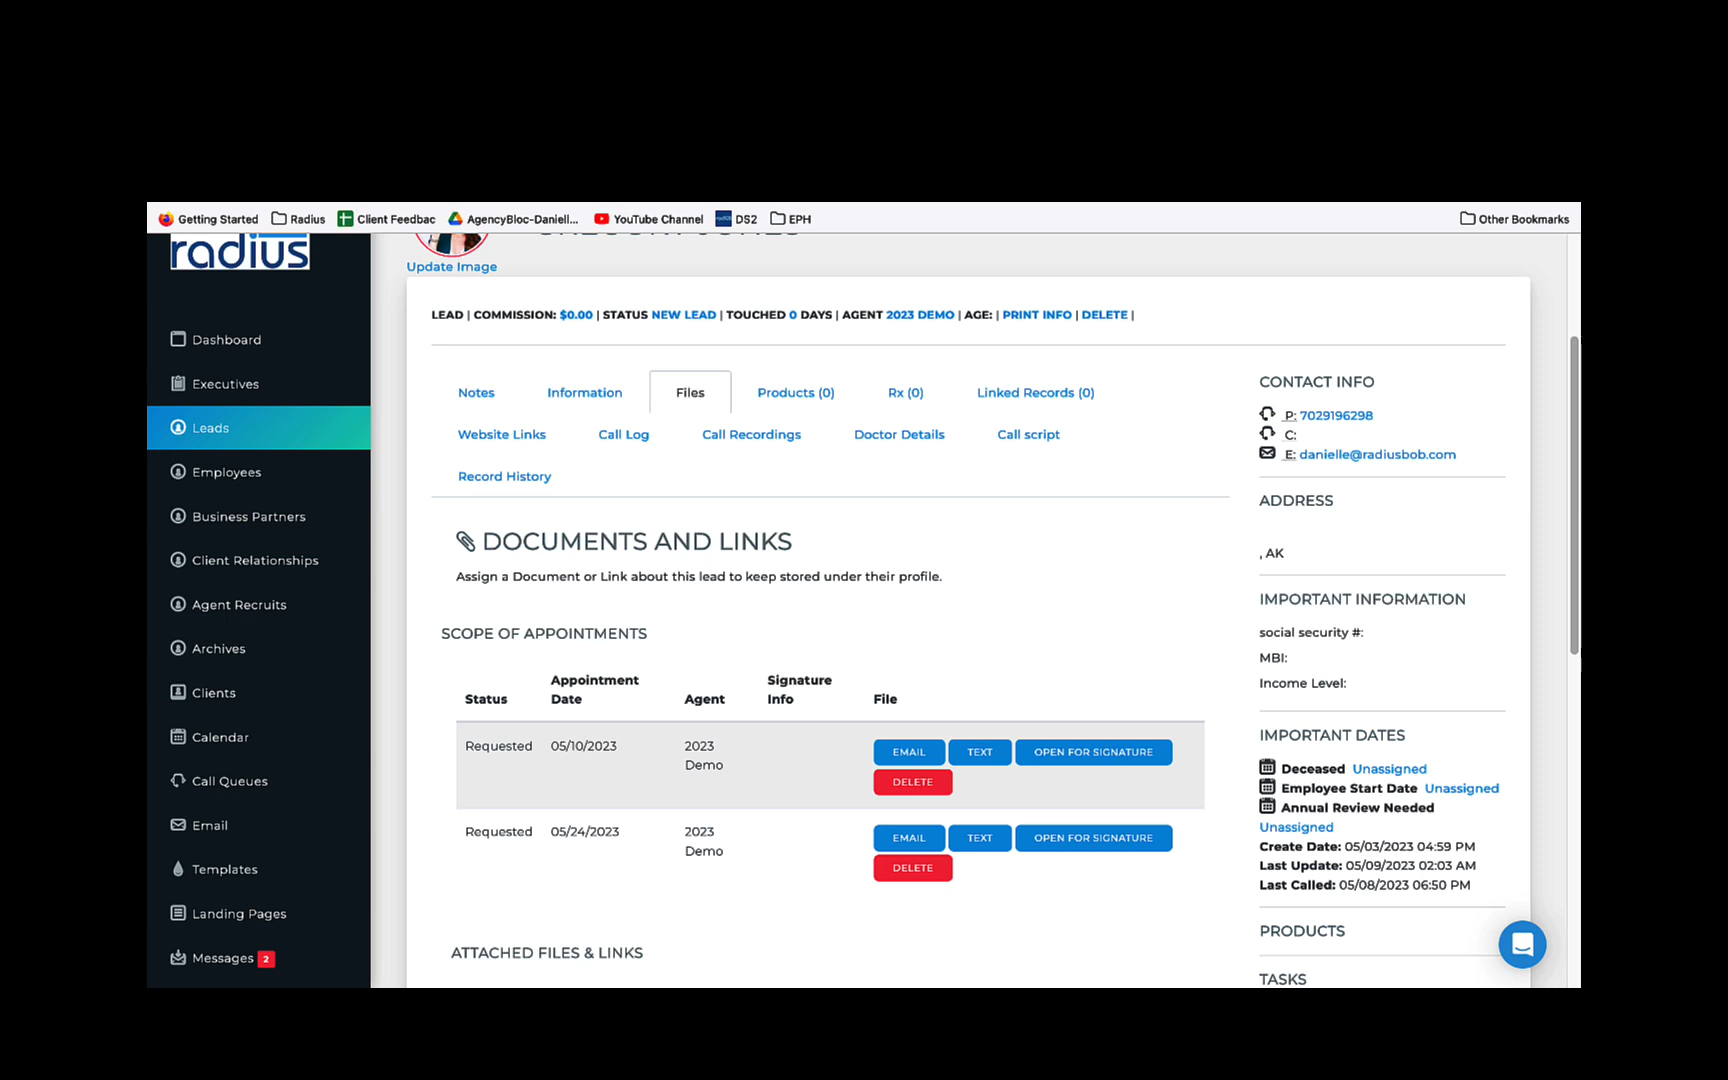 Getting Started Radius Client Feedbac AgencyBloc-Daniell... YouTube Channel DS2 EPH Other Bookmarks
radius
Update Image
LEAD | COMMISSION: $0.00 | STATUS NEW LEAD | TOUCHED 0 DAYS | AGENT 2023 DEMO | AGE: | PRINT INFO | DELETE |
Dashboard
Executives
Leads
Employees
Business Partners
Client Relationships
Agent Recruits
Archives
Clients
Calendar
Call Queues
Email
Templates
Landing Pages
Messages 2
Notes Information Files Products (0) Rx (0) Linked Records (0)
Website Links Call Log Call Recordings Doctor Details Call script
Record History
DOCUMENTS AND LINKS
Assign a Document or Link about this lead to keep stored under their profile.
SCOPE OF APPOINTMENTS
Status Appointment Date Agent Signature Info File
Requested 05/10/2023 2023 Demo EMAIL TEXT OPEN FOR SIGNATURE
DELETE
Requested 05/24/2023 2023 Demo EMAIL TEXT OPEN FOR SIGNATURE
DELETE
ATTACHED FILES & LINKS
CONTACT INFO
P: 7029196298
C:
E: danielle@radiusbob.com
ADDRESS
, AK
IMPORTANT INFORMATION
social security #:
MBI:
Income Level:
IMPORTANT DATES
Deceased Unassigned
Employee Start Date Unassigned
Annual Review Needed
Unassigned
Create Date: 05/03/2023 04:59 PM
Last Update: 05/09/2023 02:03 AM
Last Called: 05/08/2023 06:50 PM
PRODUCTS
TASKS